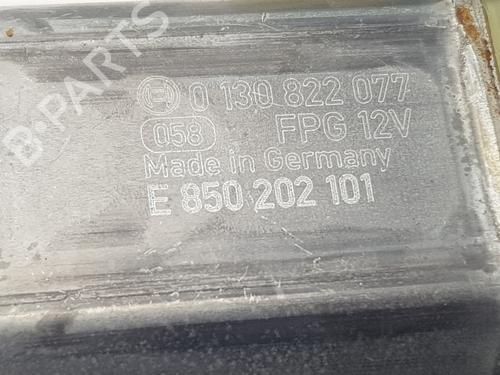 B-PARTS
0 130 822 077
058 FPG 12V
Made in Germany
E 850 202 101